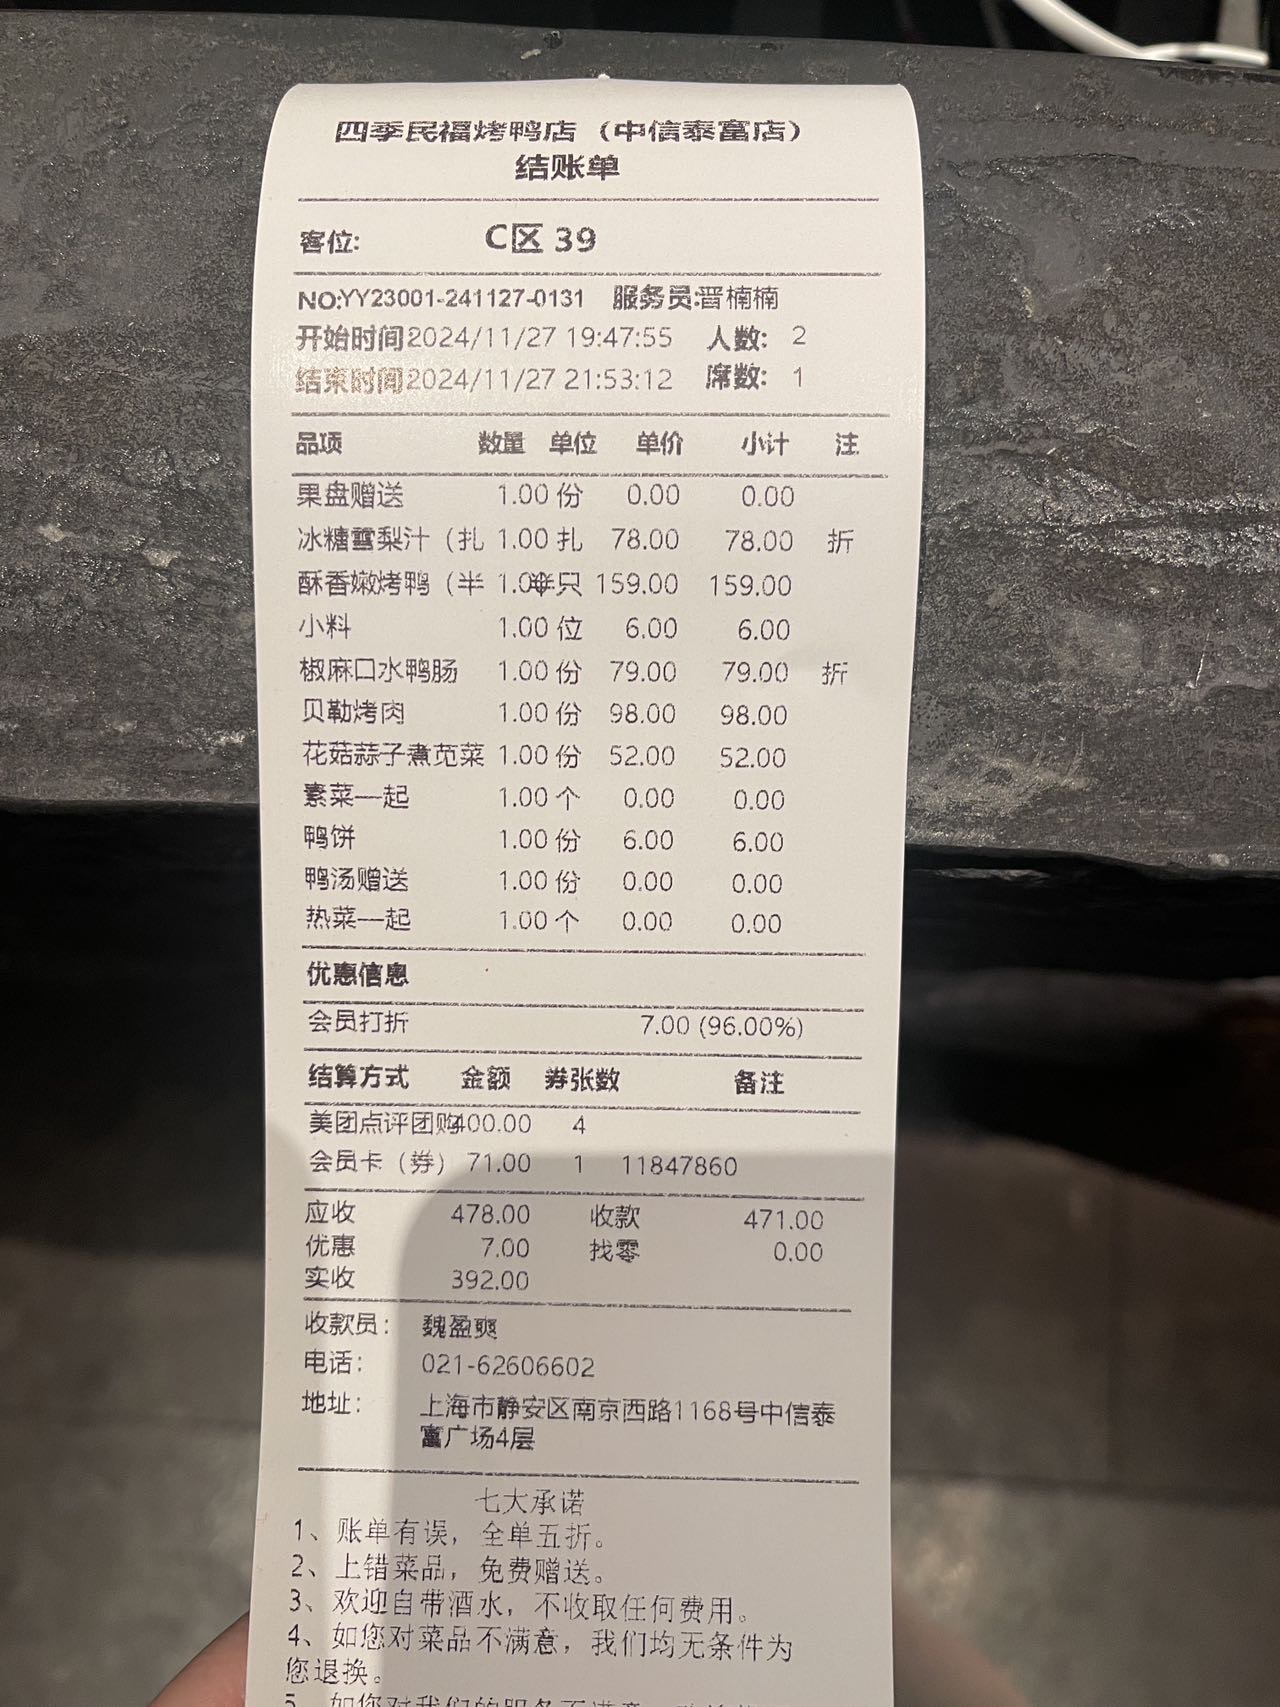 四季民福烤鸭店（中信泰富店）
结账单
客位: C区 39
NO:YY23001-241127-0131 服务员:晋楠楠
开始时间2024/11/27 19:47:55 人数: 2
结束时间2024/11/27 21:53:12 席数: 1
品项 数量 单位 单价 小计 注
果盘赠送 1.00 份 0.00 0.00
冰糖雪梨汁（扎 1.00 扎 78.00 78.00 折
酥香嫩烤鸭（半 1.00半只 159.00 159.00
小料 1.00 位 6.00 6.00
椒麻口水鸭肠 1.00 份 79.00 79.00 折
贝勒烤肉 1.00 份 98.00 98.00
花菇蒜子煮苋菜 1.00 份 52.00 52.00
素菜一起 1.00 个 0.00 0.00
鸭饼 1.00 份 6.00 6.00
鸭汤赠送 1.00 份 0.00 0.00
热菜一起 1.00 个 0.00 0.00
优惠信息
会员打折 7.00 (96.00%)
结算方式 金额 券张数 备注
美团点评团购400.00 4
会员卡（券） 71.00 1 11847860
应收 478.00 收款 471.00
优惠 7.00 找零 0.00
实收 392.00
收款员: 魏盈爽
电话: 021-62606602
地址: 上海市静安区南京西路1168号中信泰
富广场4层
七大承诺
1、账单有误，全单五折。
2、上错菜品，免费赠送。
3、欢迎自带酒水，不收取任何费用。
4、如您对菜品不满意，我们均无条件为
您退换。
5、如您对我们的服务不满意，